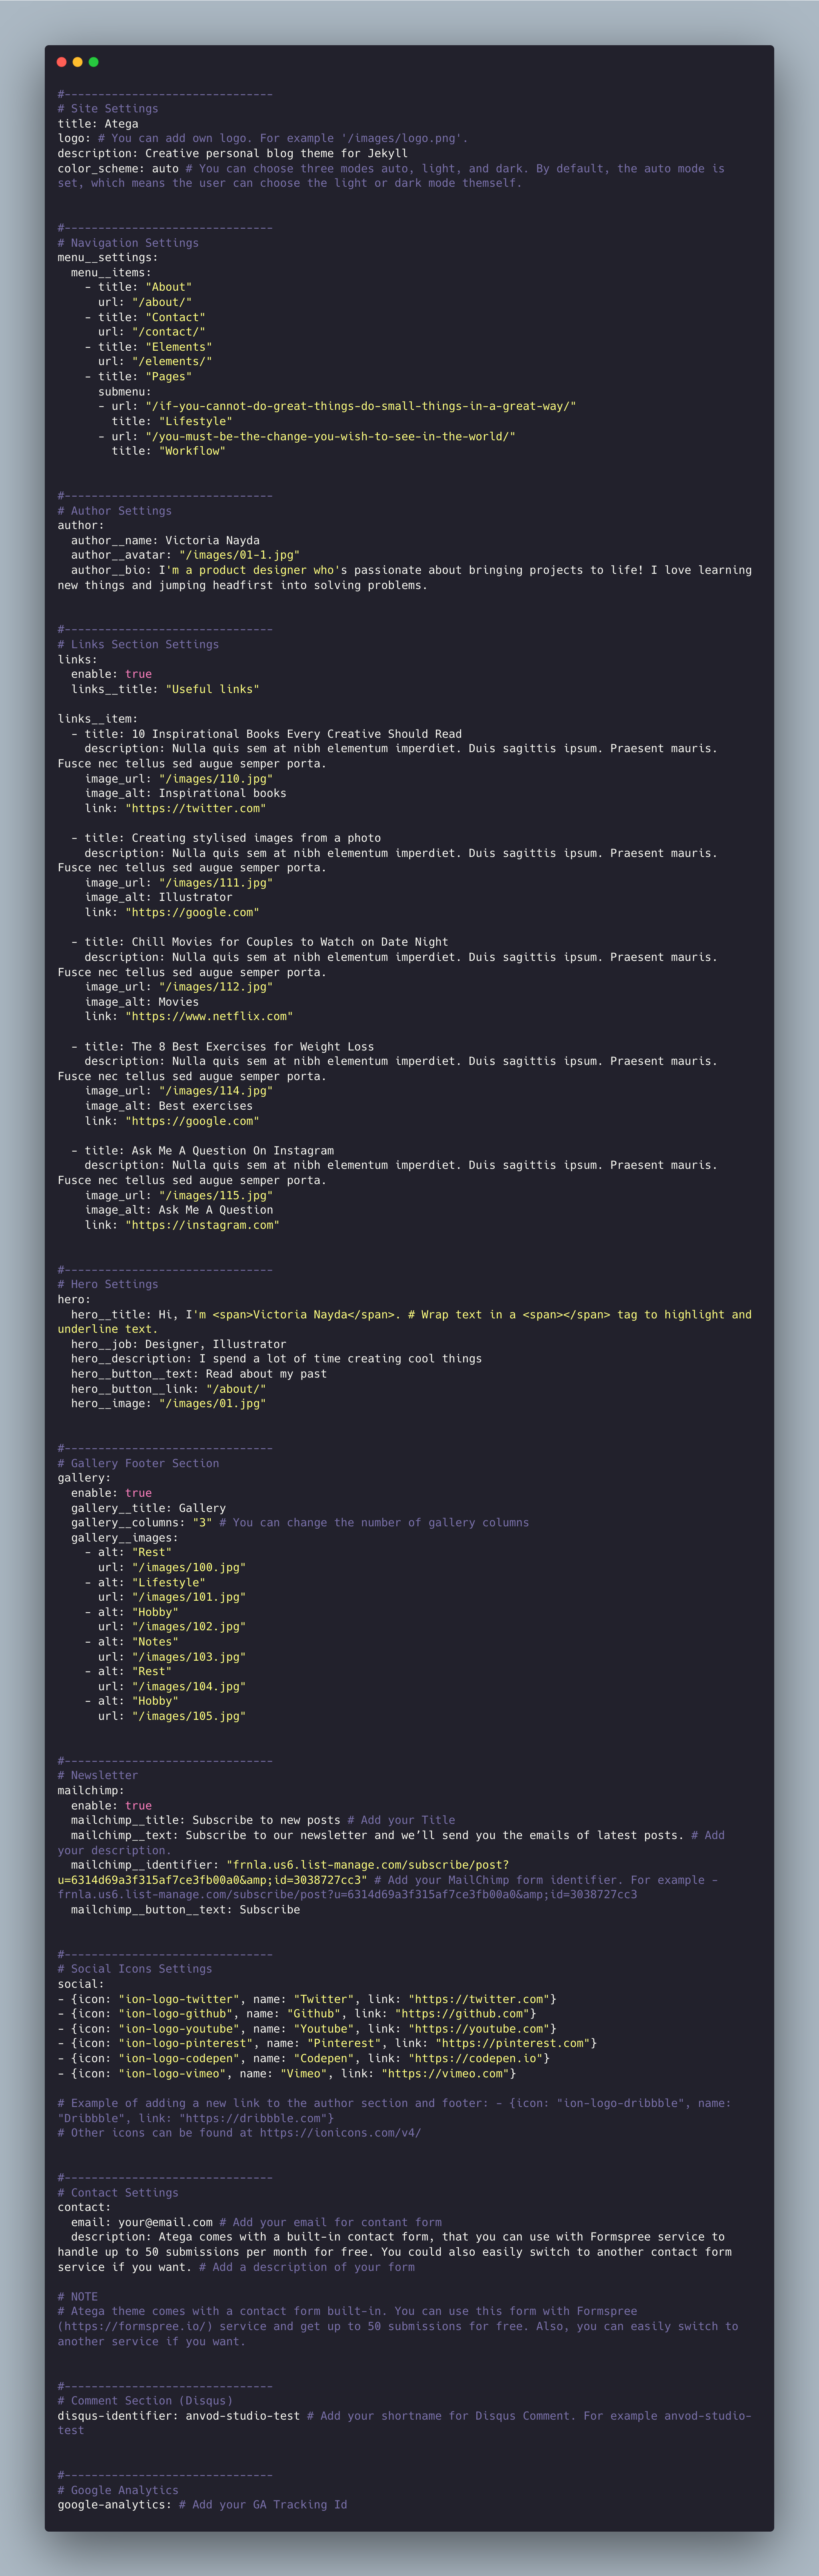 #-------------------------------
# Site Settings
title: Atega
logo: # You can add own logo. For example '/images/logo.png'.
description: Creative personal blog theme for Jekyll
color_scheme: auto # You can choose three modes auto, light, and dark. By default, the auto mode is
set, which means the user can choose the light or dark mode themself.

#-------------------------------
# Navigation Settings
menu__settings:
  menu__items:
    - title: "About"
      url: "/about/"
    - title: "Contact"
      url: "/contact/"
    - title: "Elements"
      url: "/elements/"
    - title: "Pages"
      submenu:
      - url: "/if-you-cannot-do-great-things-do-small-things-in-a-great-way/"
        title: "Lifestyle"
      - url: "/you-must-be-the-change-you-wish-to-see-in-the-world/"
        title: "Workflow"

#-------------------------------
# Author Settings
author:
  author__name: Victoria Nayda
  author__avatar: "/images/01-1.jpg"
  author__bio: I'm a product designer who's passionate about bringing projects to life! I love learning
new things and jumping headfirst into solving problems.

#-------------------------------
# Links Section Settings
links:
  enable: true
  links__title: "Useful links"

links__item:
  - title: 10 Inspirational Books Every Creative Should Read
    description: Nulla quis sem at nibh elementum imperdiet. Duis sagittis ipsum. Praesent mauris.
Fusce nec tellus sed augue semper porta.
    image_url: "/images/110.jpg"
    image_alt: Inspirational books
    link: "https://twitter.com"

  - title: Creating stylised images from a photo
    description: Nulla quis sem at nibh elementum imperdiet. Duis sagittis ipsum. Praesent mauris.
Fusce nec tellus sed augue semper porta.
    image_url: "/images/111.jpg"
    image_alt: Illustrator
    link: "https://google.com"

  - title: Chill Movies for Couples to Watch on Date Night
    description: Nulla quis sem at nibh elementum imperdiet. Duis sagittis ipsum. Praesent mauris.
Fusce nec tellus sed augue semper porta.
    image_url: "/images/112.jpg"
    image_alt: Movies
    link: "https://www.netflix.com"

  - title: The 8 Best Exercises for Weight Loss
    description: Nulla quis sem at nibh elementum imperdiet. Duis sagittis ipsum. Praesent mauris.
Fusce nec tellus sed augue semper porta.
    image_url: "/images/114.jpg"
    image_alt: Best exercises
    link: "https://google.com"

  - title: Ask Me A Question On Instagram
    description: Nulla quis sem at nibh elementum imperdiet. Duis sagittis ipsum. Praesent mauris.
Fusce nec tellus sed augue semper porta.
    image_url: "/images/115.jpg"
    image_alt: Ask Me A Question
    link: "https://instagram.com"

#-------------------------------
# Hero Settings
hero:
  hero__title: Hi, I'm <span>Victoria Nayda</span>. # Wrap text in a <span></span> tag to highlight and
underline text.
  hero__job: Designer, Illustrator
  hero__description: I spend a lot of time creating cool things
  hero__button__text: Read about my past
  hero__button__link: "/about/"
  hero__image: "/images/01.jpg"

#-------------------------------
# Gallery Footer Section
gallery:
  enable: true
  gallery__title: Gallery
  gallery__columns: "3" # You can change the number of gallery columns
  gallery__images:
    - alt: "Rest"
      url: "/images/100.jpg"
    - alt: "Lifestyle"
      url: "/images/101.jpg"
    - alt: "Hobby"
      url: "/images/102.jpg"
    - alt: "Notes"
      url: "/images/103.jpg"
    - alt: "Rest"
      url: "/images/104.jpg"
    - alt: "Hobby"
      url: "/images/105.jpg"

#-------------------------------
# Newsletter
mailchimp:
  enable: true
  mailchimp__title: Subscribe to new posts # Add your Title
  mailchimp__text: Subscribe to our newsletter and we’ll send you the emails of latest posts. # Add
your description.
  mailchimp__identifier: "frnla.us6.list-manage.com/subscribe/post?
u=6314d69a3f315af7ce3fb00a0&amp;id=3038727cc3" # Add your MailChimp form identifier. For example -
frnla.us6.list-manage.com/subscribe/post?u=6314d69a3f315af7ce3fb00a0&amp;id=3038727cc3
  mailchimp__button__text: Subscribe

#-------------------------------
# Social Icons Settings
social:
- {icon: "ion-logo-twitter", name: "Twitter", link: "https://twitter.com"}
- {icon: "ion-logo-github", name: "Github", link: "https://github.com"}
- {icon: "ion-logo-youtube", name: "Youtube", link: "https://youtube.com"}
- {icon: "ion-logo-pinterest", name: "Pinterest", link: "https://pinterest.com"}
- {icon: "ion-logo-codepen", name: "Codepen", link: "https://codepen.io"}
- {icon: "ion-logo-vimeo", name: "Vimeo", link: "https://vimeo.com"}

# Example of adding a new link to the author section and footer: - {icon: "ion-logo-dribbble", name:
"Dribbble", link: "https://dribbble.com"}
# Other icons can be found at https://ionicons.com/v4/

#-------------------------------
# Contact Settings
contact:
  email: your@email.com # Add your email for contant form
  description: Atega comes with a built-in contact form, that you can use with Formspree service to
handle up to 50 submissions per month for free. You could also easily switch to another contact form
service if you want. # Add a description of your form

# NOTE
# Atega theme comes with a contact form built-in. You can use this form with Formspree
(https://formspree.io/) service and get up to 50 submissions for free. Also, you can easily switch to
another service if you want.

#-------------------------------
# Comment Section (Disqus)
disqus-identifier: anvod-studio-test # Add your shortname for Disqus Comment. For example anvod-studio-
test

#-------------------------------
# Google Analytics
google-analytics: # Add your GA Tracking Id